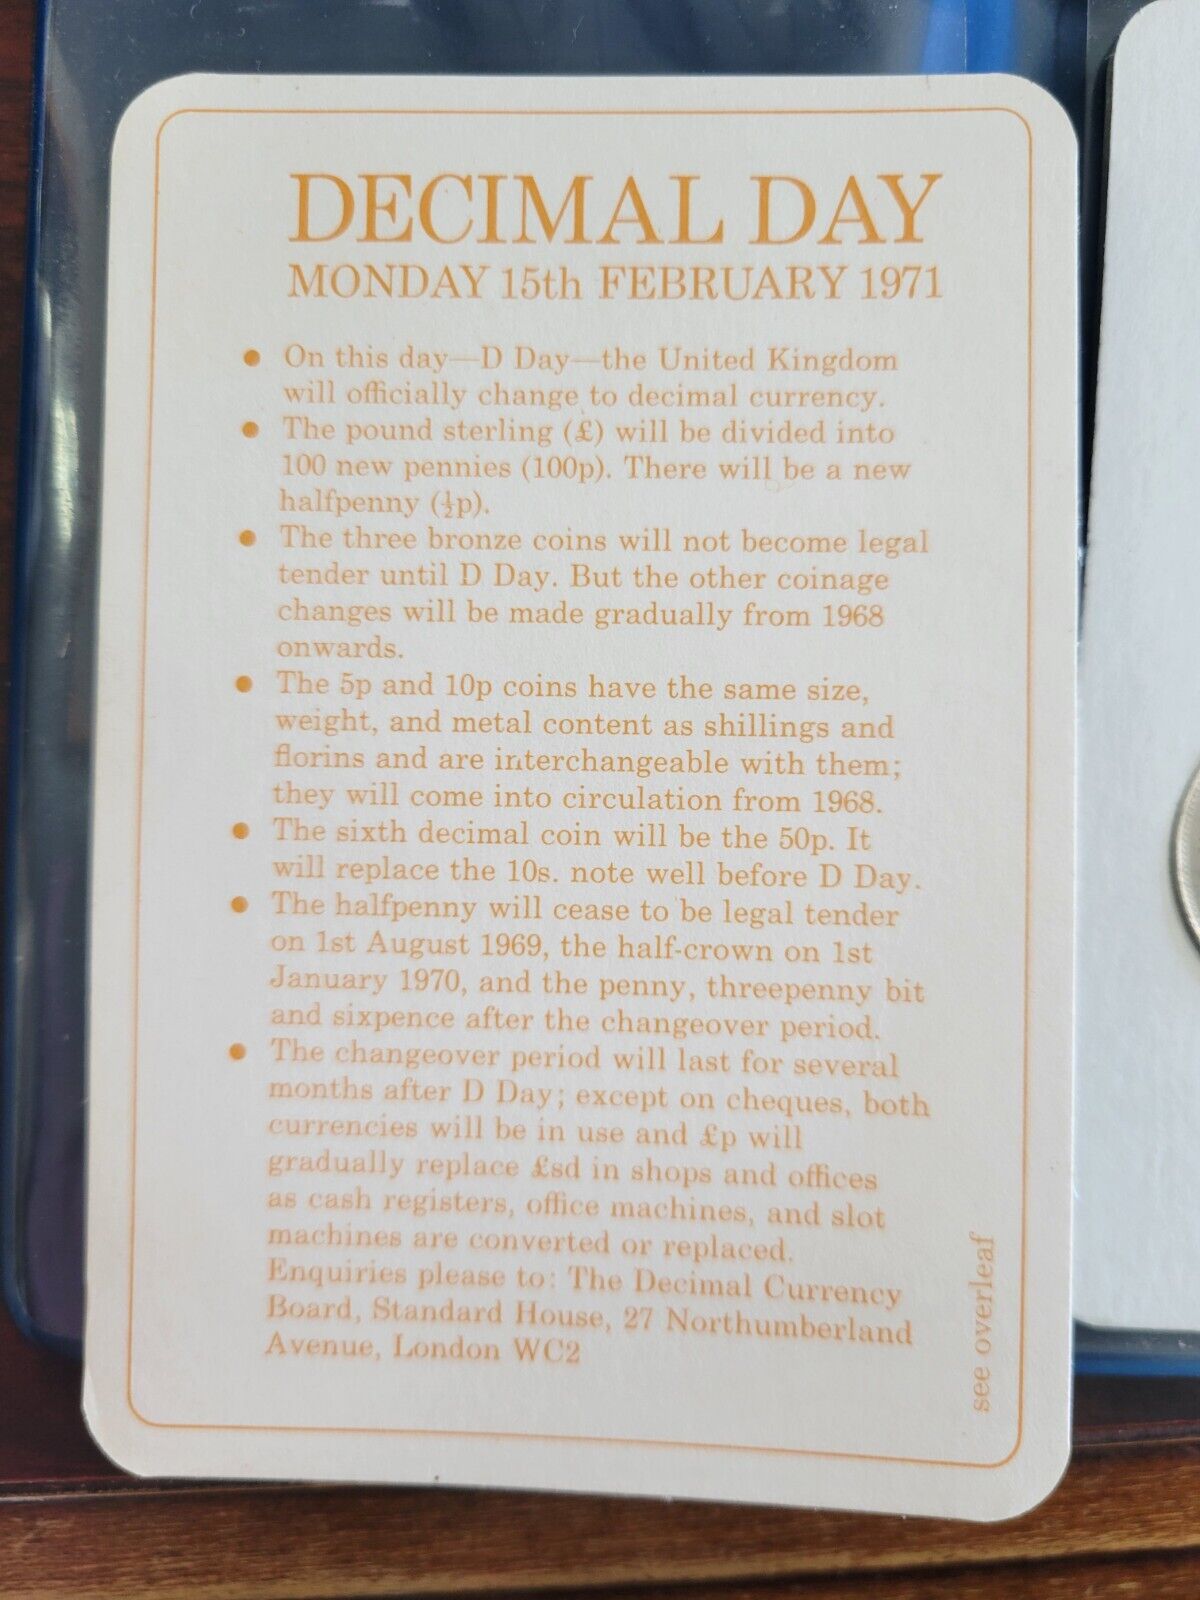 DECIMAL DAY
MONDAY 15th FEBRUARY 1971
• On this day—D Day—the United Kingdom
will officially change to decimal currency.
• The pound sterling (£) will be divided into
100 new pennies (100p). There will be a new
halfpenny (½p).
• The three bronze coins will not become legal
tender until D Day. But the other coinage
changes will be made gradually from 1968
onwards.
• The 5p and 10p coins have the same size,
weight, and metal content as shillings and
florins and are interchangeable with them;
they will come into circulation from 1968.
• The sixth decimal coin will be the 50p. It
will replace the 10s. note well before D Day.
• The halfpenny will cease to be legal tender
on 1st August 1969, the half-crown on 1st
January 1970, and the penny, threepenny bit
and sixpence after the changeover period.
• The changeover period will last for several
months after D Day; except on cheques, both
currencies will be in use and £p will
gradually replace £sd in shops and offices
as cash registers, office machines, and slot
machines are converted or replaced.
Enquiries please to: The Decimal Currency
Board, Standard House, 27 Northumberland
Avenue, London WC2
see overleaf